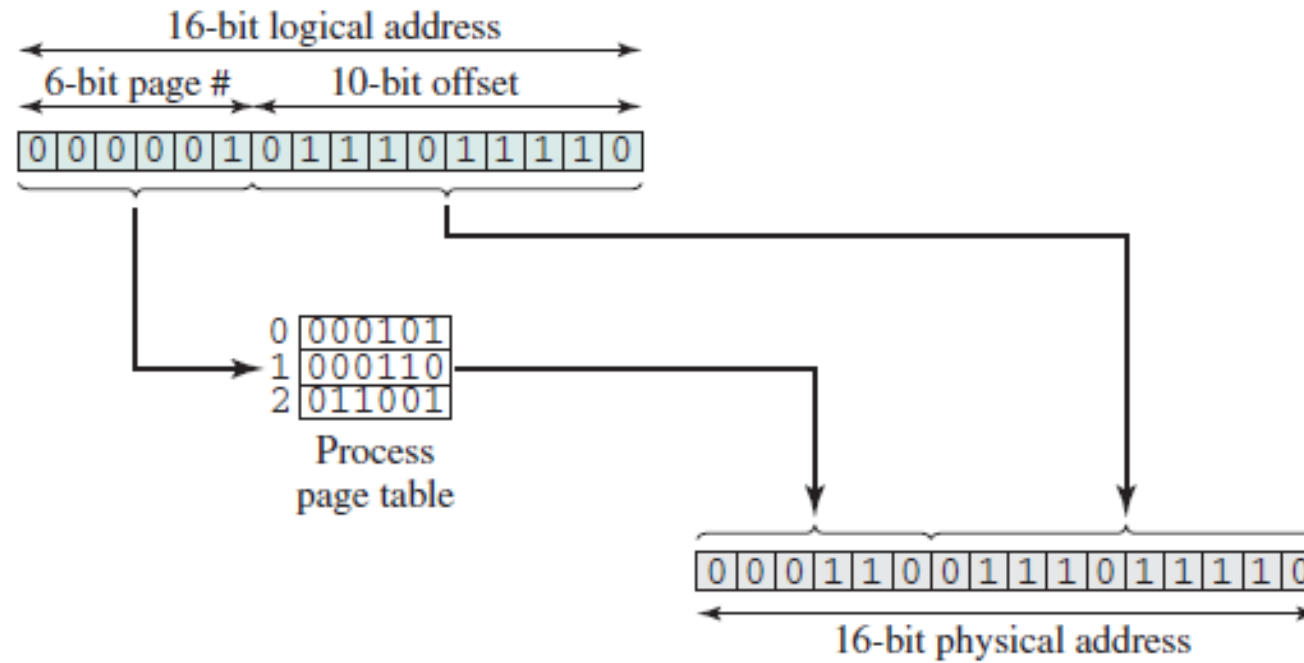 16-bit logical address
6-bit page # 10-bit offset
0 0 0 0 0 1 0 1 1 1 0 1 1 1 1 0
0 000101
1 000110
2 011001
Process
page table
0 0 0 1 1 0 0 1 1 1 0 1 1 1 1 0
16-bit physical address